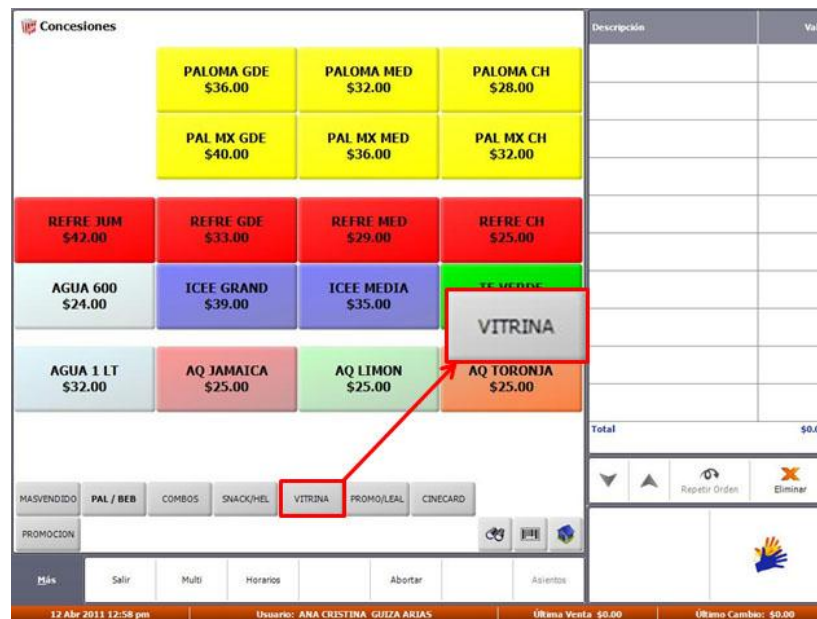 Concesiones
Descripción Val
PALOMA GDE PALOMA MED PALOMA CH
$36.00 $32.00 $28.00
PAL MX GDE PAL MX MED PAL MX CH
$40.00 $36.00 $32.00
REFRE JUM REFRE GDE REFRE MED REFRE CH
$42.00 $33.00 $29.00 $25.00
AGUA 600 ICEE GRAND ICEE MEDIA TE VERDE
$24.00 $39.00 $35.00
VITRINA
AGUA 1 LT AQ JAMAICA AQ LIMON AQ TORONJA
$32.00 $25.00 $25.00 $25.00
Total $0.0
MASVENDIDO PAL / BEB COMBOS SNACK/HEL VITRINA PROMO/LEAL CINECARD
Repetir Orden Eliminar
PROMOCION
Más Salir Multi Horarios Abortar Asientos
12 Abr 2011 12:58 pm Usuario: ANA CRISTINA GUIZA ARIAS Última Venta $0.00 Último Cambio: $0.00